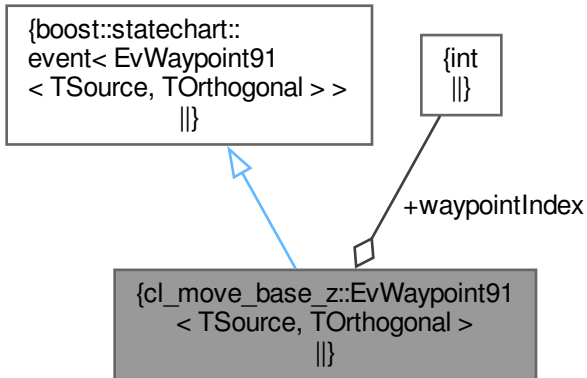 {boost::statechart::
event< EvWaypoint91
< TSource, TOrthogonal > >
||}
{int
||}
+waypointIndex
{cl_move_base_z::EvWaypoint91
< TSource, TOrthogonal >
||}